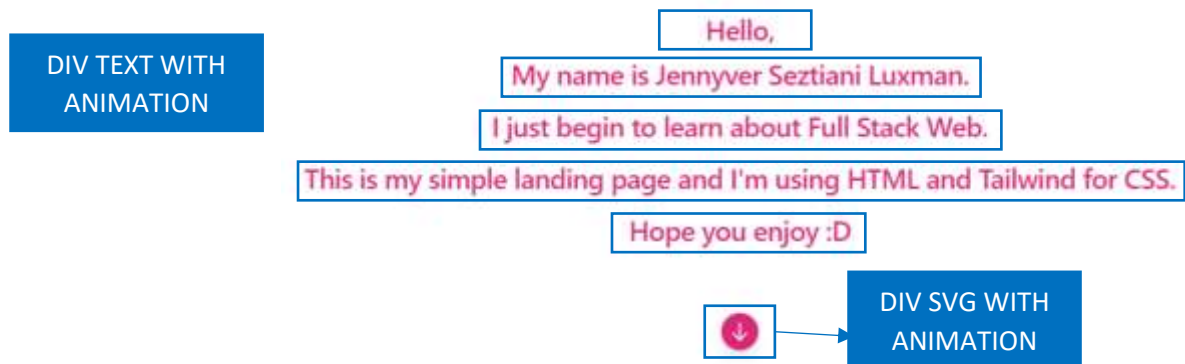 DIV TEXT WITH
ANIMATION
Hello,
My name is Jennyver Seztiani Luxman.
I just begin to learn about Full Stack Web.
This is my simple landing page and I'm using HTML and Tailwind for CSS.
Hope you enjoy :D
DIV SVG WITH
ANIMATION